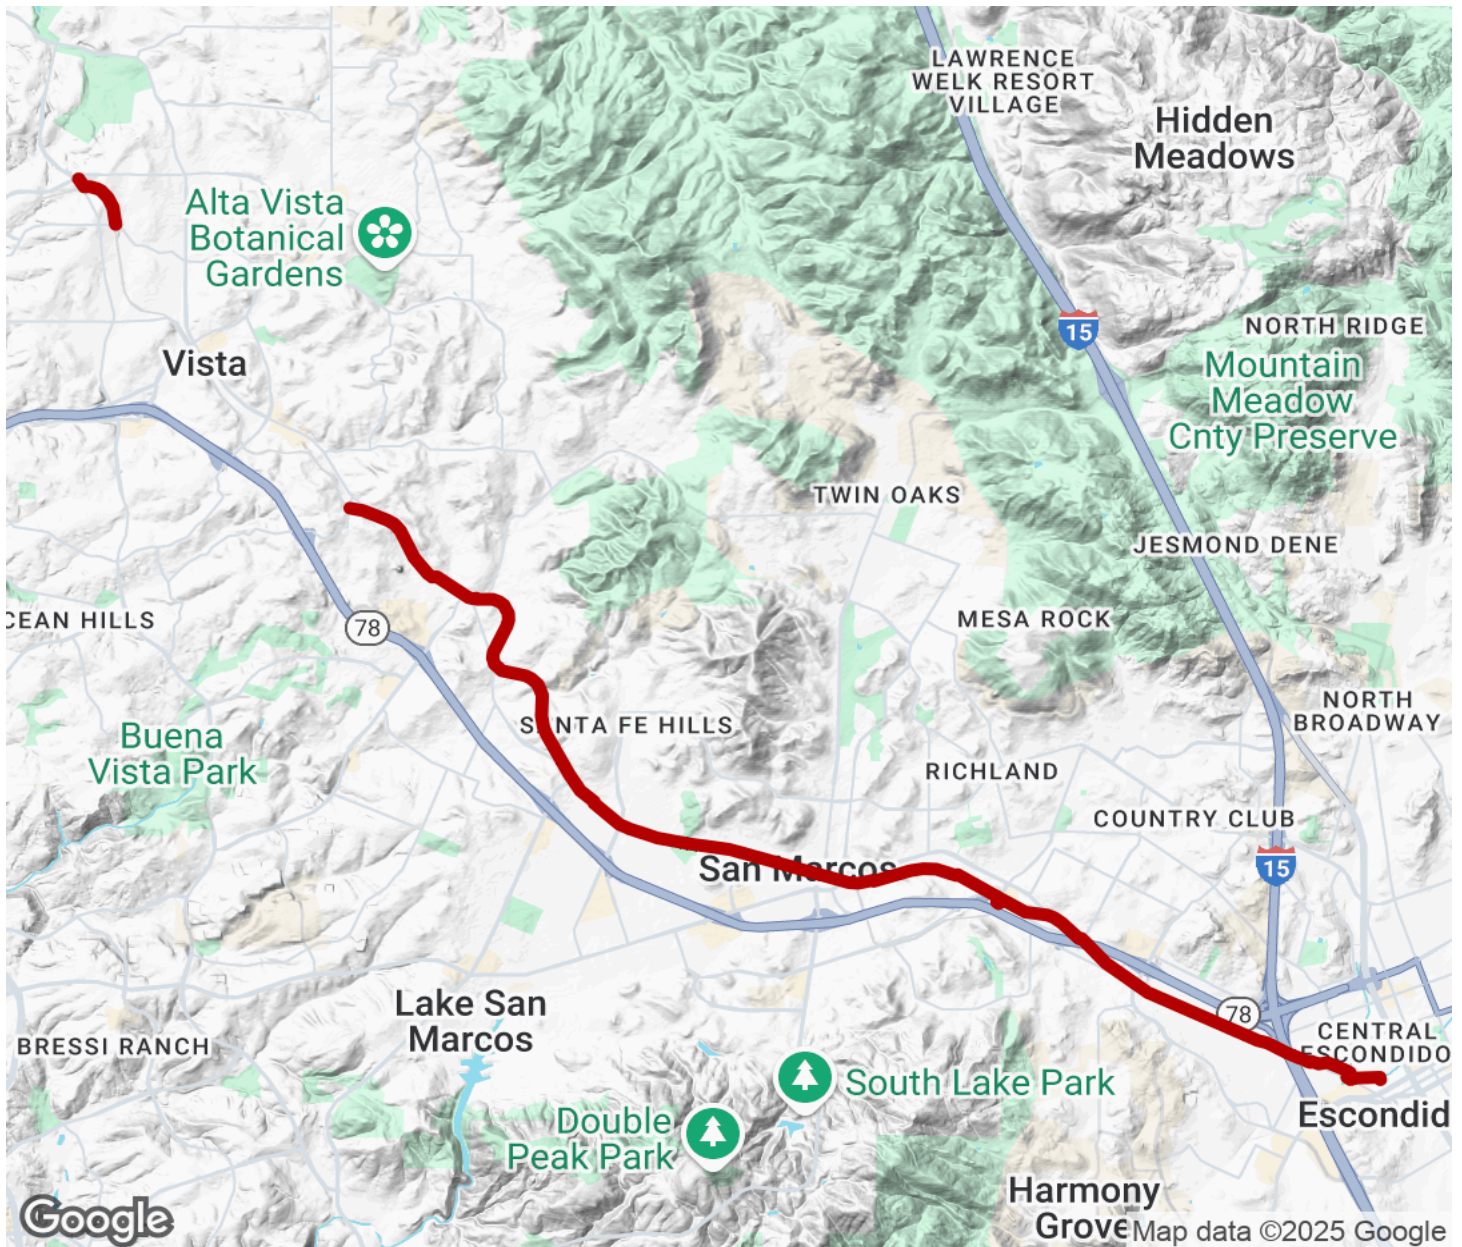 LAWRENCE
WELK RESORT
VILLAGE
Hidden
Meadows
Alta Vista
Botanical
Gardens
15
NORTH RIDGE
Mountain
Meadow
Cnty Preserve
Vista
TWIN OAKS
JESMOND DENE
CEAN HILLS
78
MESA ROCK
NORTH
BROADWAY
SANTA FE HILLS
Buena
Vista Park
RICHLAND
COUNTRY CLUB
San Marcos
15
Lake San
Marcos
78
BRESSI RANCH
CENTRAL
ESCONDIDO
South Lake Park
Double
Peak Park
Escondid
Harmony
Grove
Google
Map data ©2025 Google